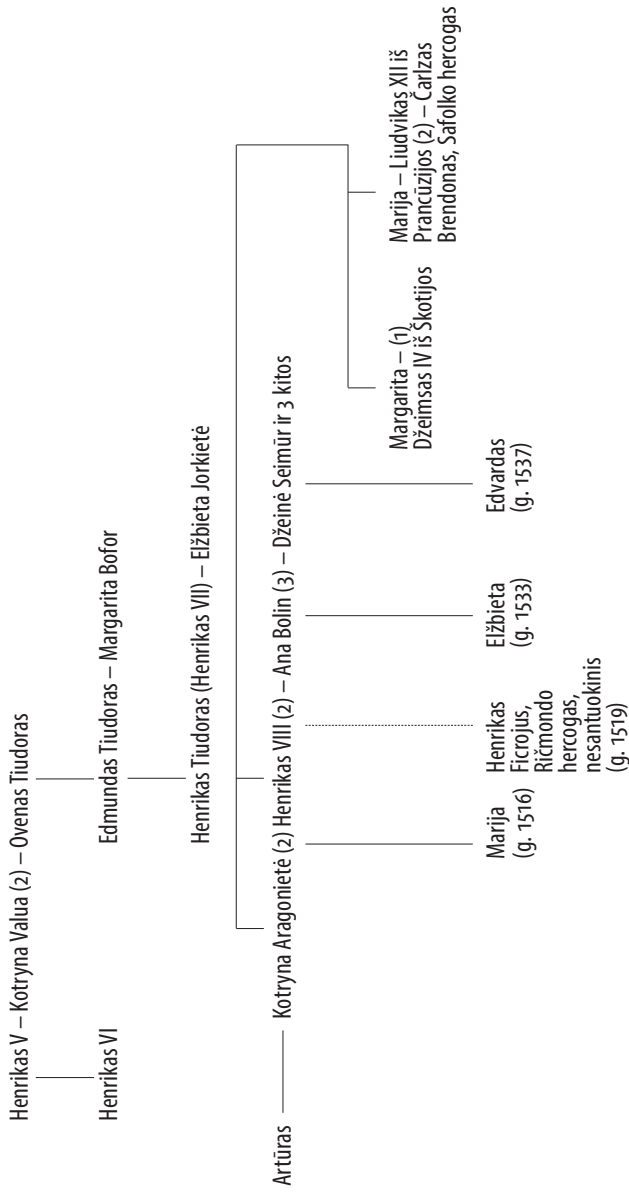 Henrikas V – Kotryna Valua (2) – Ovenas Tiudoras
Henrikas VI
Edmundas Tiudoras – Margarita Bofor
Henrikas Tiudoras (Henrikas VII) – Elžbieta Jorkietė
Artūras
Kotryna Aragonietė (2) Henrikas VIII (2) – Ana Bolin (3) – Džeinė Seimūr ir 3 kitos
Margarita – (1)
Džeimsas IV iš Škotijos
Marija – Liudvikas XII iš
Prancūzijos (2) – Čarlzas
Brendonas, Safolko hercogas
Marija
(g. 1516)
Henrikas
Ficrojus,
Ričmondo
hercogas,
nesantuokinis
(g. 1519)
Elžbieta
(g. 1533)
Edvardas
(g. 1537)